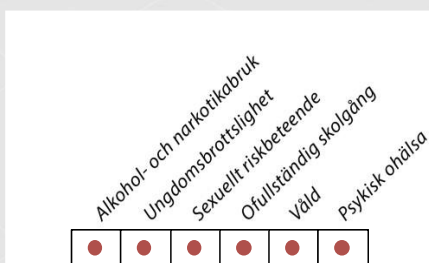 Alkohol- och narkotikabruk
Ungdomsbrottslighet
Sexuellt riskbeteende
Ofullständig skolgång
Våld
Psykisk ohälsa